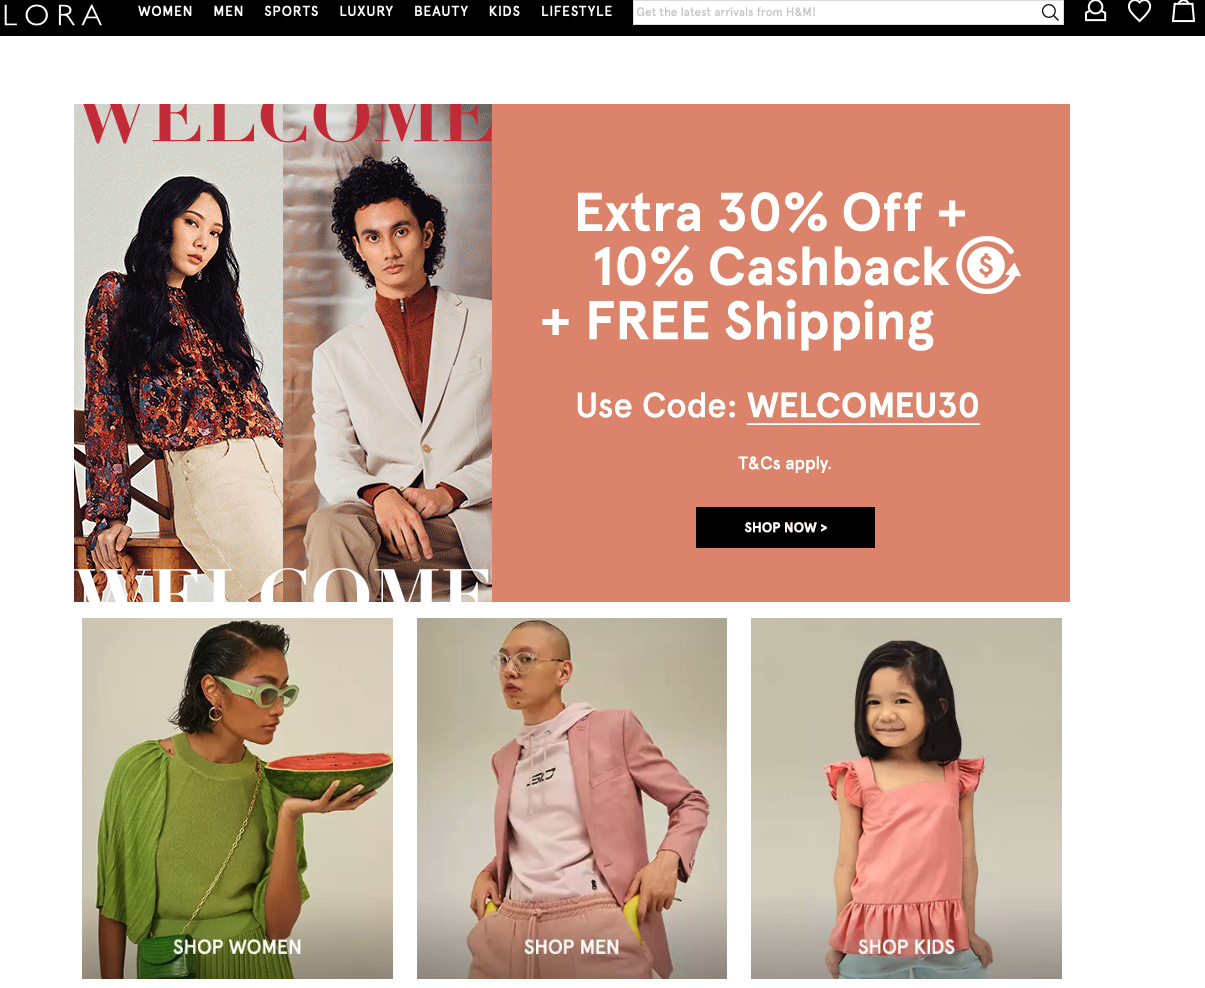 LORA
WOMEN MEN SPORTS LUXURY BEAUTY KIDS LIFESTYLE
Get the latest arrivals from H&M!
WELCOME
Extra 30% Off +
10% Cashback $
+ FREE Shipping
Use Code: WELCOMEU30
T&Cs apply.
SHOP NOW >
WELCOME
SHOP WOMEN
SHOP MEN
SHOP KIDS